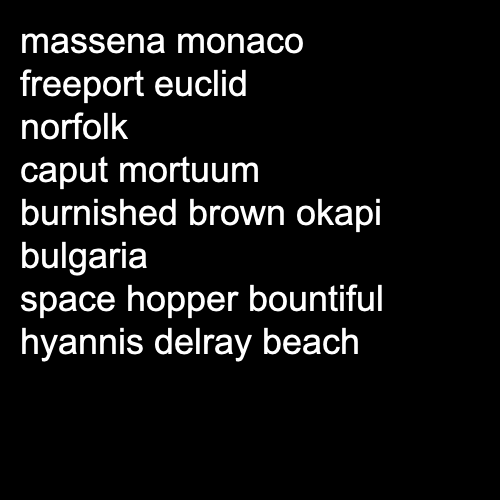 massena monaco
freeport euclid
norfolk
caput mortuum
burnished brown okapi
bulgaria
space hopper bountiful
hyannis delray beach